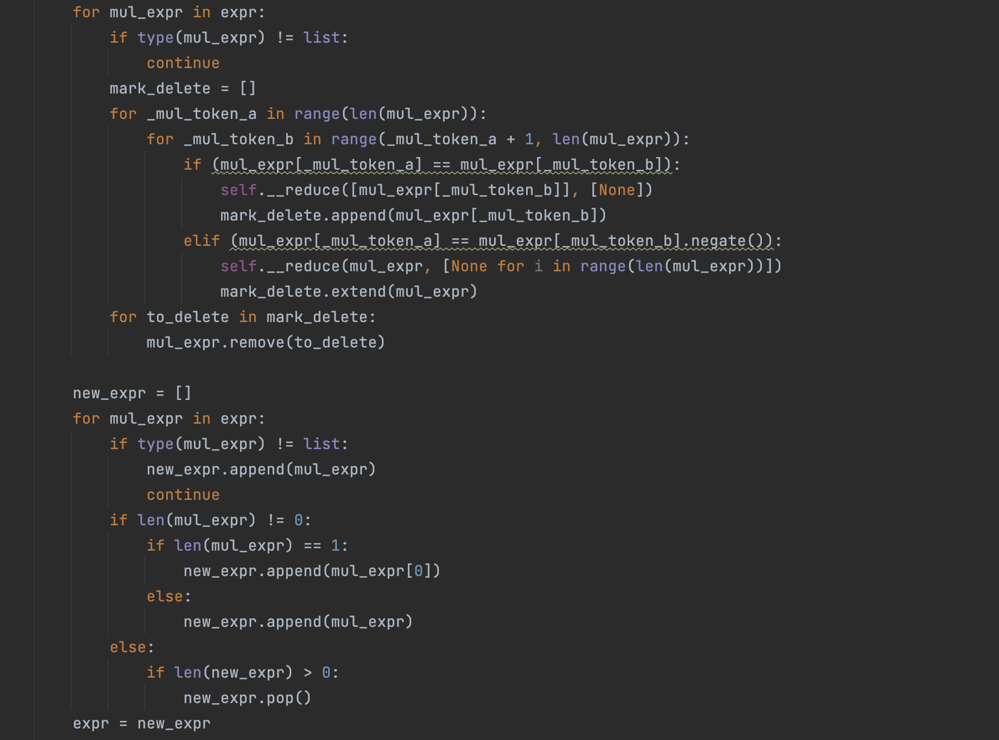 for mul_expr in expr:
    if type(mul_expr) != list:
        continue
    mark_delete = []
    for _mul_token_a in range(len(mul_expr)):
        for _mul_token_b in range(_mul_token_a + 1, len(mul_expr)):
            if (mul_expr[_mul_token_a] == mul_expr[_mul_token_b]):
                self.__reduce([mul_expr[_mul_token_b]], [None])
                mark_delete.append(mul_expr[_mul_token_b])
            elif (mul_expr[_mul_token_a] == mul_expr[_mul_token_b].negate()):
                self.__reduce(mul_expr, [None for i in range(len(mul_expr))])
                mark_delete.extend(mul_expr)
    for to_delete in mark_delete:
        mul_expr.remove(to_delete)

new_expr = []
for mul_expr in expr:
    if type(mul_expr) != list:
        new_expr.append(mul_expr)
        continue
    if len(mul_expr) != 0:
        if len(mul_expr) == 1:
            new_expr.append(mul_expr[0])
        else:
            new_expr.append(mul_expr)
    else:
        if len(new_expr) > 0:
            new_expr.pop()
expr = new_expr